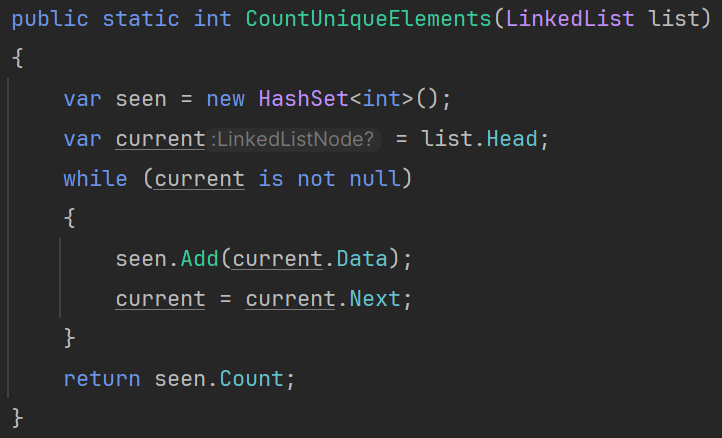 public static int CountUniqueElements(LinkedList list)
{
    var seen = new HashSet<int>();
    var current :LinkedListNode? = list.Head;
    while (current is not null)
    {
        seen.Add(current.Data);
        current = current.Next;
    }
    return seen.Count;
}